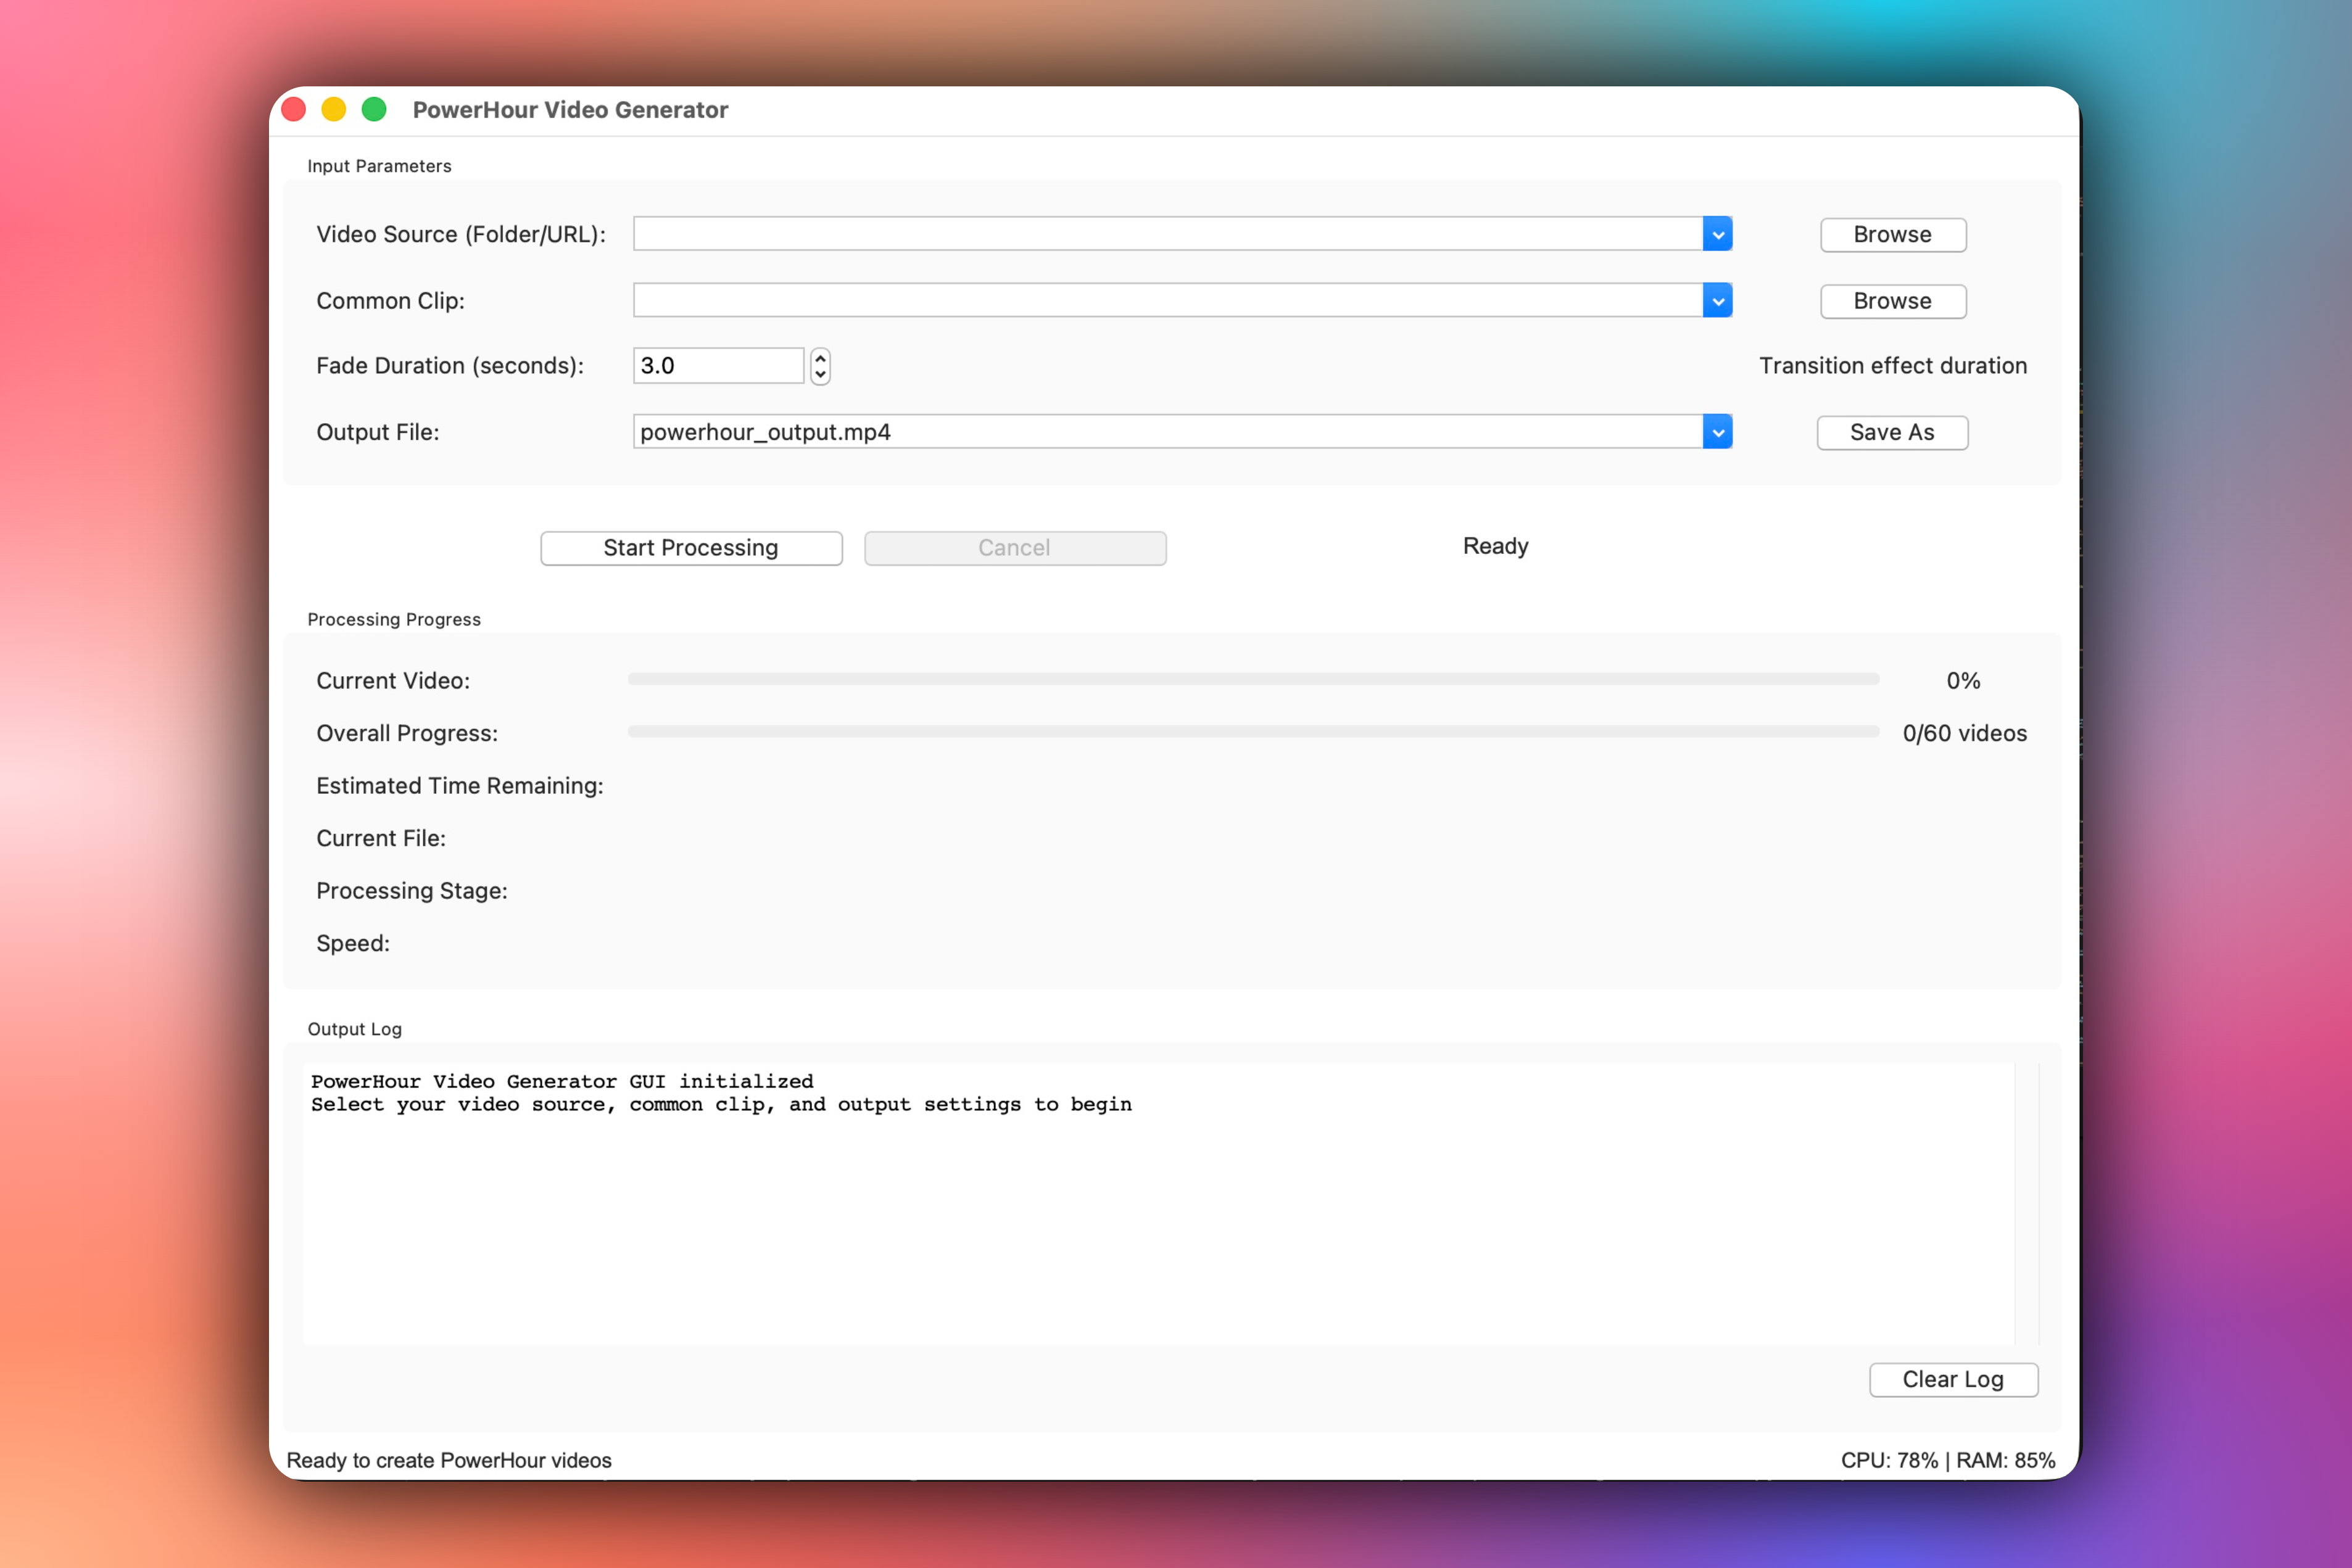 PowerHour Video Generator
Input Parameters
Video Source (Folder/URL):
Browse
Common Clip:
Browse
Fade Duration (seconds):
3.0
Transition effect duration
Output File:
powerhour_output.mp4
Save As
Start Processing
Cancel
Ready
Processing Progress
Current Video:
0%
Overall Progress:
0/60 videos
Estimated Time Remaining:
Current File:
Processing Stage:
Speed:
Output Log
PowerHour Video Generator GUI initialized
Select your video source, common clip, and output settings to begin
Clear Log
Ready to create PowerHour videos
CPU: 78% | RAM: 85%